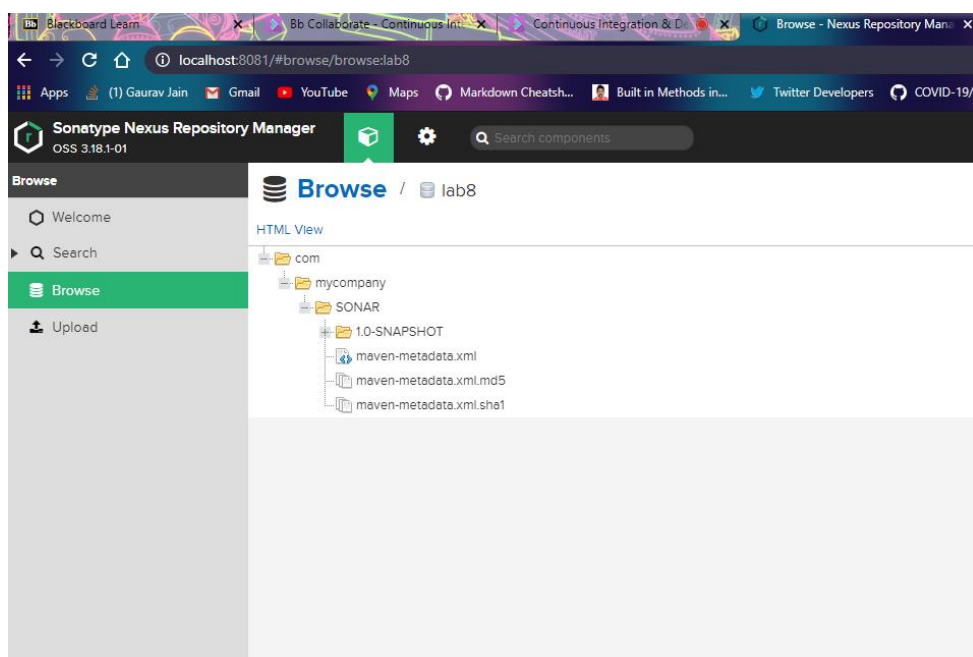 Bb Blackboard Learn
Bb Collaborate - Continuous Int
Continuous Integration & De
Browse - Nexus Repository Mana
localhost:8081/#browse/browse:lab8
Apps (1) Gaurav Jain Gmail YouTube Maps Markdown Cheatsh... Built in Methods in... Twitter Developers COVID-19/
Sonatype Nexus Repository Manager
OSS 3.18.1-01
Search components
Browse
Welcome
Search
Browse
Upload
Browse / lab8
HTML View
com
mycompany
SONAR
1.0-SNAPSHOT
maven-metadata.xml
maven-metadata.xml.md5
maven-metadata.xml.sha1